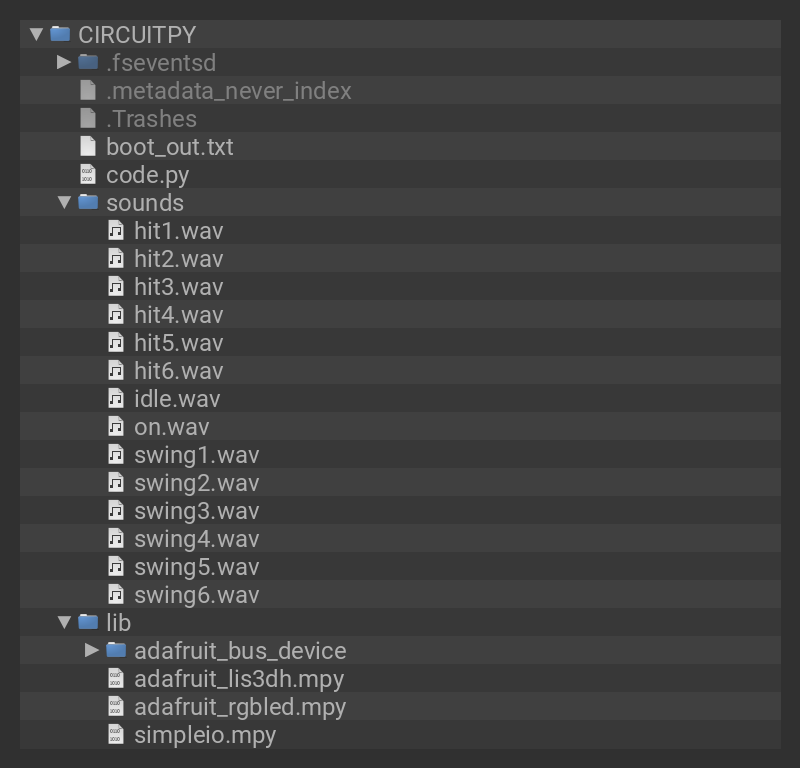 CIRCUITPY
.fseventsd
.metadata_never_index
.Trashes
boot_out.txt
code.py
sounds
hit1.wav
hit2.wav
hit3.wav
hit4.wav
hit5.wav
hit6.wav
idle.wav
on.wav
swing1.wav
swing2.wav
swing3.wav
swing4.wav
swing5.wav
swing6.wav
lib
adafruit_bus_device
adafruit_lis3dh.mpy
adafruit_rgbled.mpy
simpleio.mpy